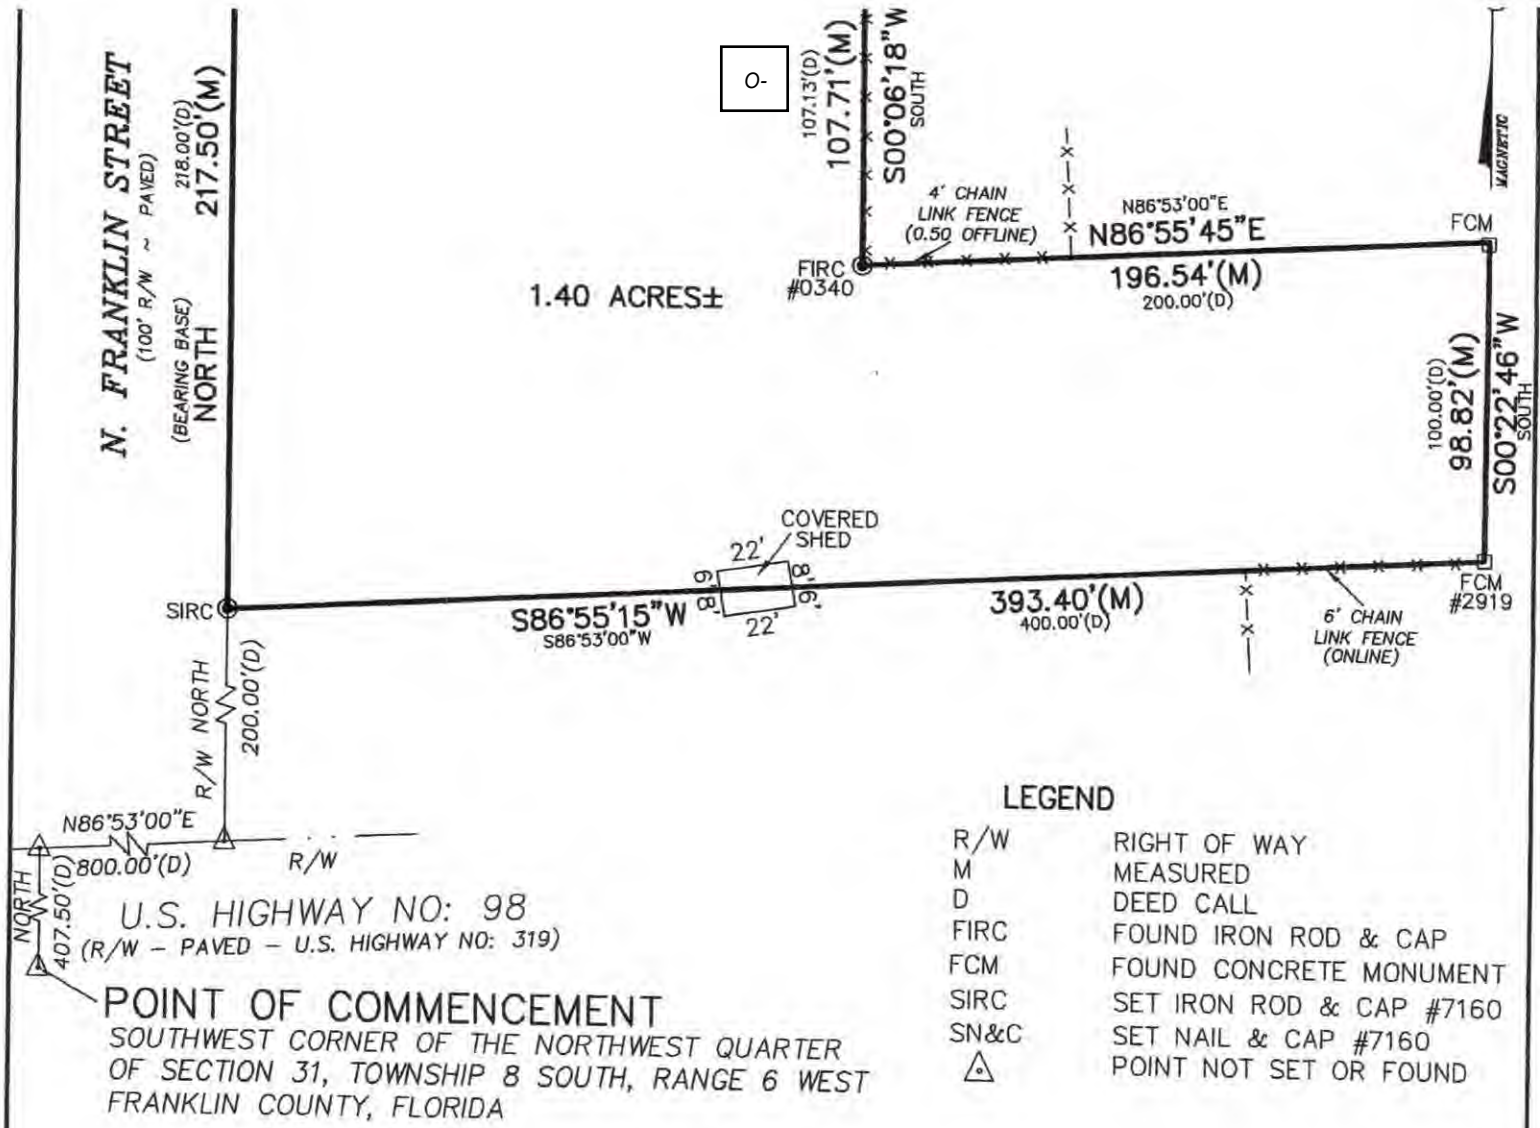 N. FRANKLIN STREET
(100' R/W ~ PAVED)
218.00'(D)
217.50'(M)
(BEARING BASE)
NORTH
O-
107.13'(D)
107.71'(M)
S00°06'18"W
SOUTH
MAGNETIC
4' CHAIN
LINK FENCE
(0.50 OFFLINE)
N86°53'00"E
N86°55'45"E
196.54'(M)
200.00'(D)
FCM
FIRC
#0340
1.40 ACRES±
100.00'(D)
98.82'(M)
S00°22'46"W
SOUTH
COVERED
SHED
22'
6'
8'
8'
6'
22'
SIRC
S86°55'15"W
S86°53'00"W
393.40'(M)
400.00'(D)
FCM
#2919
6' CHAIN
LINK FENCE
(ONLINE)
R/W NORTH
200.00'(D)
N86°53'00"E
800.00'(D)
R/W
NORTH
407.50'(D)
U.S. HIGHWAY NO: 98
(R/W - PAVED - U.S. HIGHWAY NO: 319)
POINT OF COMMENCEMENT
SOUTHWEST CORNER OF THE NORTHWEST QUARTER
OF SECTION 31, TOWNSHIP 8 SOUTH, RANGE 6 WEST
FRANKLIN COUNTY, FLORIDA
LEGEND
R/W RIGHT OF WAY
M MEASURED
D DEED CALL
FIRC FOUND IRON ROD & CAP
FCM FOUND CONCRETE MONUMENT
SIRC SET IRON ROD & CAP #7160
SN&C SET NAIL & CAP #7160
POINT NOT SET OR FOUND